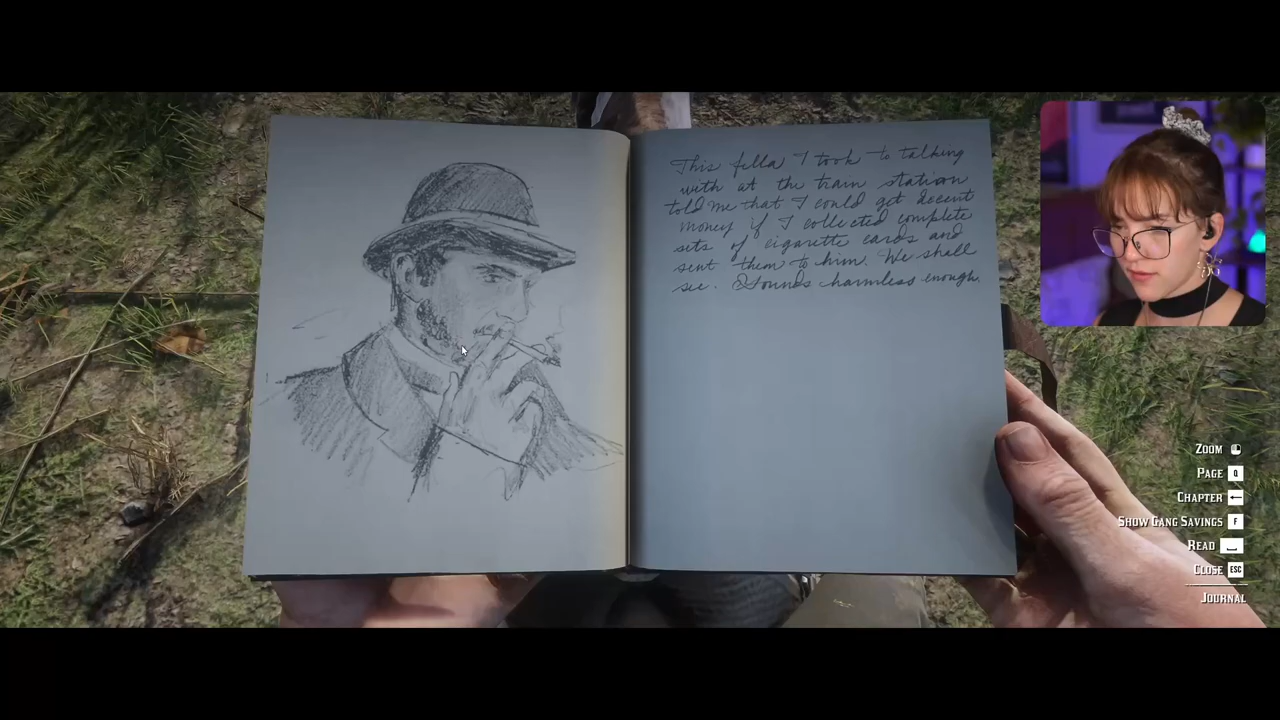 This fella I took to talking
with at the train station
told me that I could get decent
money if I collected complete
sets of cigarette cards and
sent them to him. We shall
see. Sounds harmless enough.
ZOOM
PAGE Q
CHAPTER ←
SHOW GANG SAVINGS F
READ
CLOSE ESC
JOURNAL